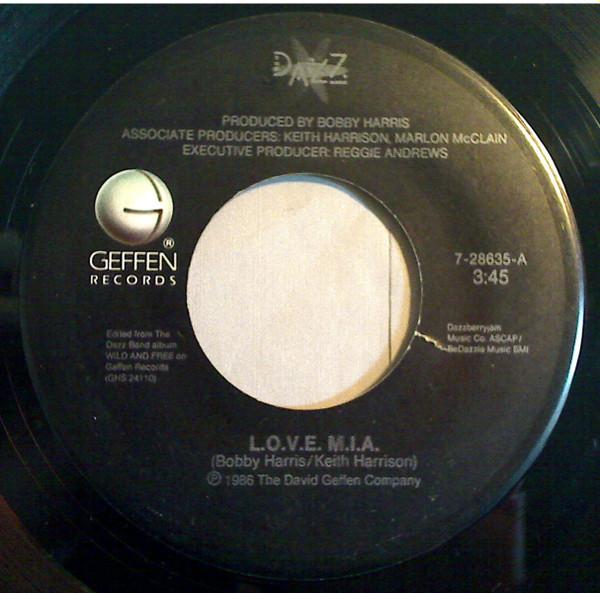 DAZZ
PRODUCED BY BOBBY HARRIS
ASSOCIATE PRODUCERS: KEITH HARRISON, MARLON McCLAIN
EXECUTIVE PRODUCER: REGGIE ANDREWS
G
®
GEFFEN
RECORDS
7-28635-A
3:45
Edited from The
Dazz Band album
WILD AND FREE on
Geffen Records
(GHS 24110)
Dazzberryjam
Music Co. ASCAP/
BeDazzle Music BMI
L.O.V.E. M.I.A.
(Bobby Harris/Keith Harrison)
℗ 1986 The David Geffen Company